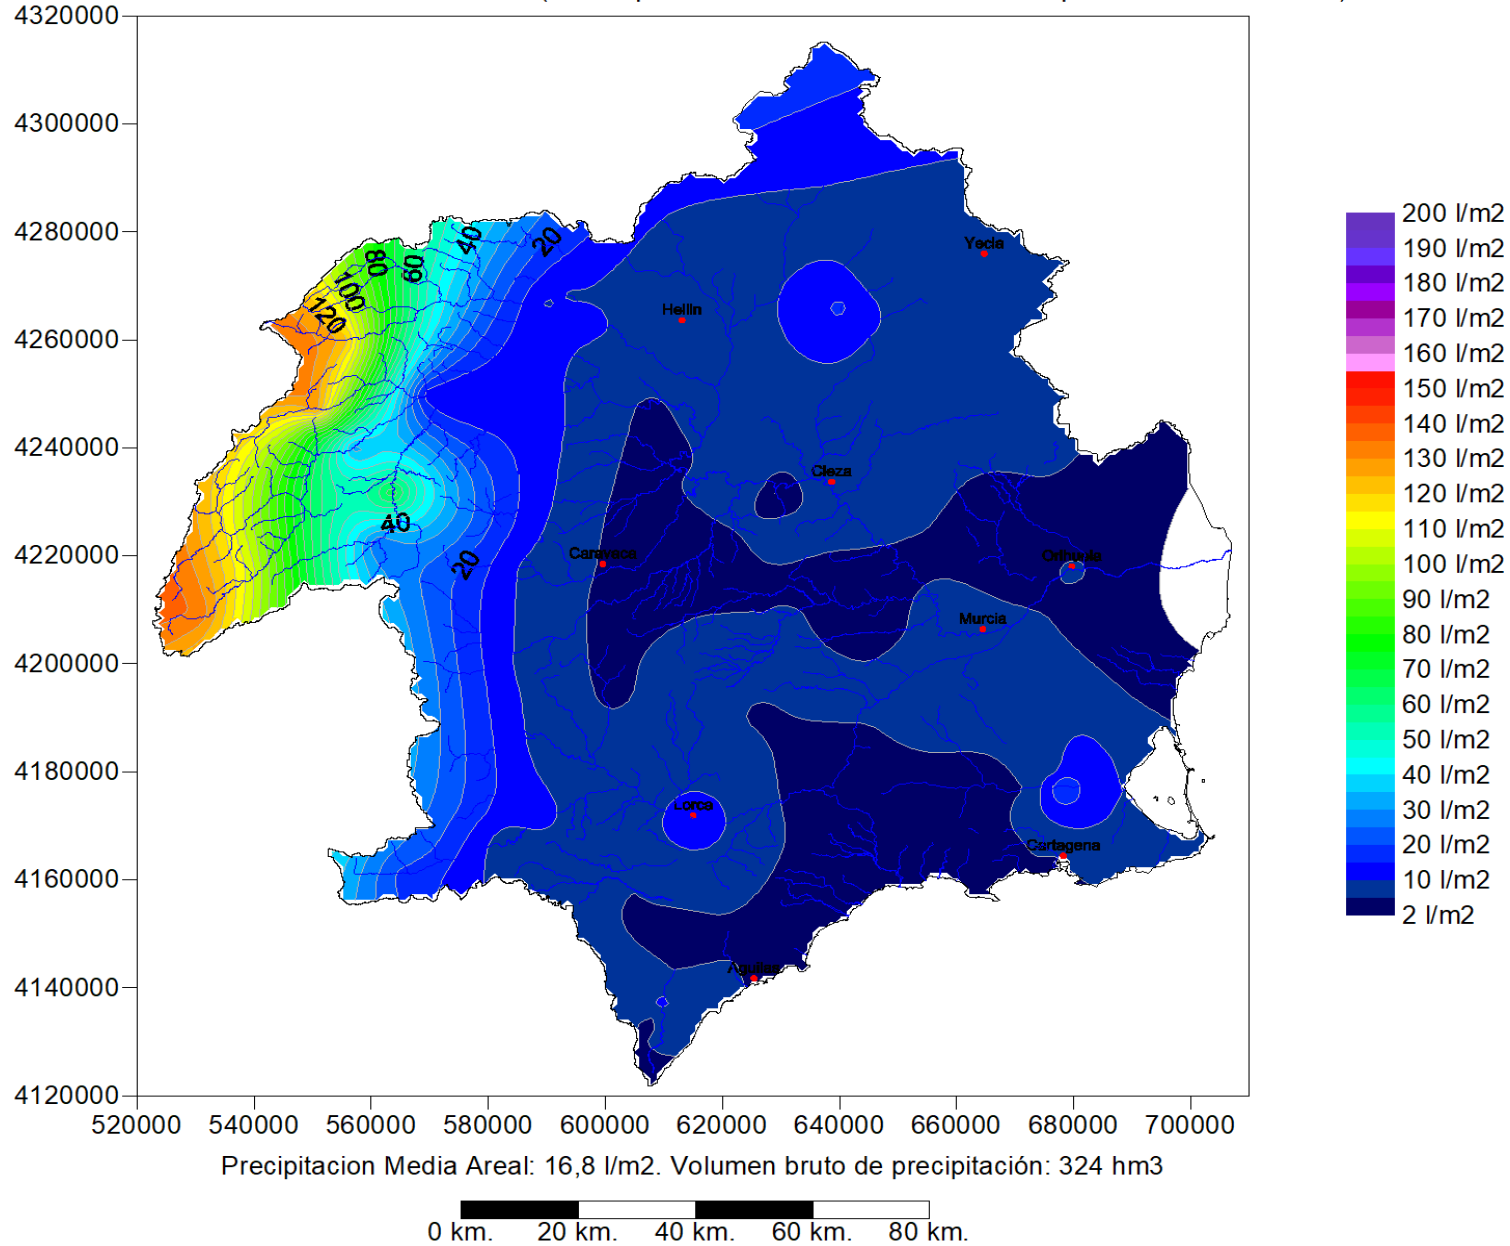 4320000
4300000
4280000
4260000
4240000
4220000
4200000
4180000
4160000
4140000
4120000
520000 540000 560000 580000 600000 620000 640000 660000 680000 700000
120
100
80
60
40
20
40
20
Yecla
Hellin
Cieza
Caravaca
Orihuela
Murcia
Lorca
Cartagena
Aguilas
200 l/m2
190 l/m2
180 l/m2
170 l/m2
160 l/m2
150 l/m2
140 l/m2
130 l/m2
120 l/m2
110 l/m2
100 l/m2
90 l/m2
80 l/m2
70 l/m2
60 l/m2
50 l/m2
40 l/m2
30 l/m2
20 l/m2
10 l/m2
2 l/m2
Precipitacion Media Areal: 16,8 l/m2. Volumen bruto de precipitación: 324 hm3
0 km. 20 km. 40 km. 60 km. 80 km.